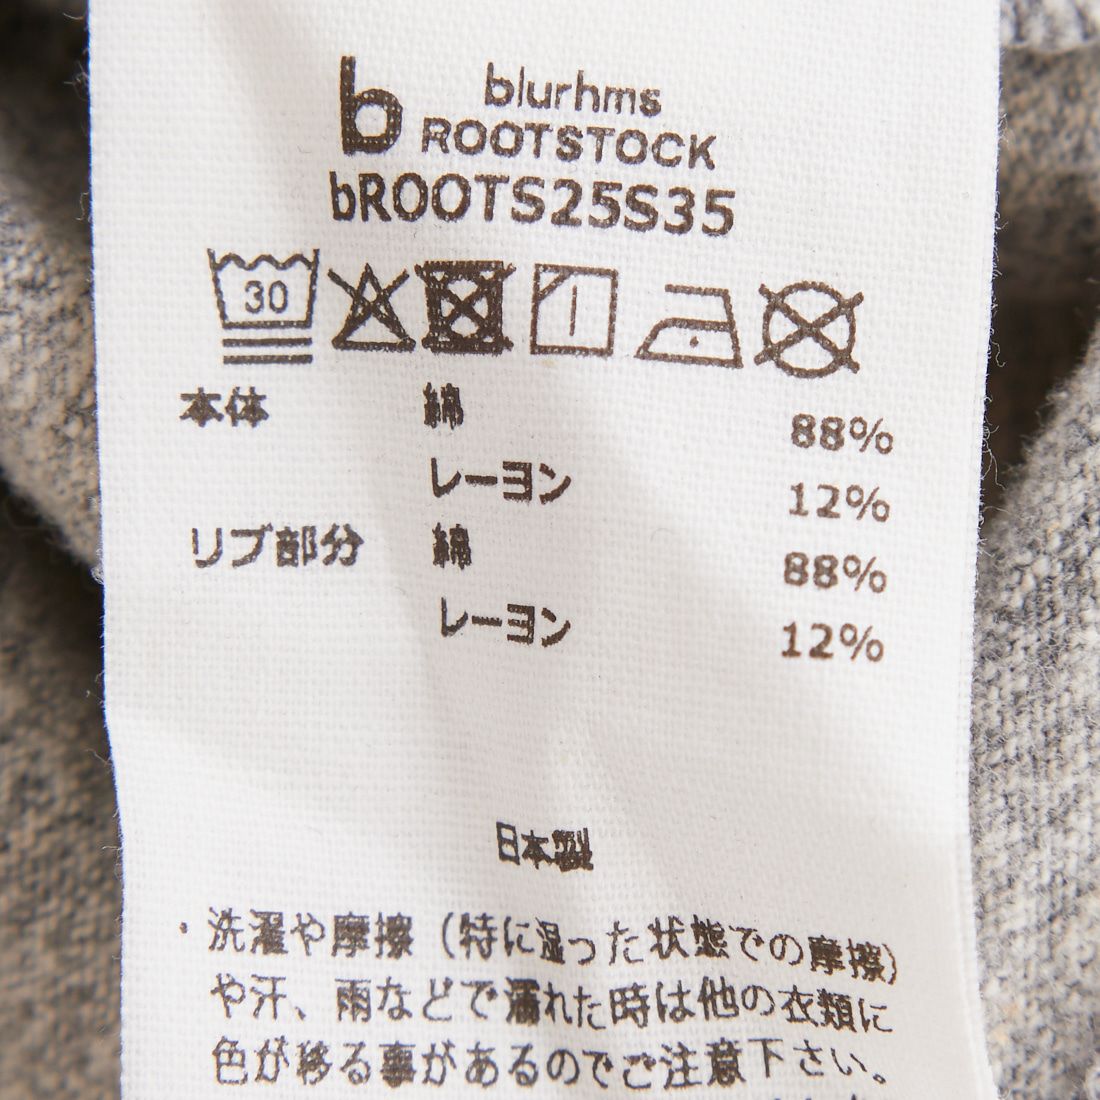 b blurhms
ROOTSTOCK
bROOTS25S35
30
本体 綿 88%
レーヨン 12%
リブ部分 綿 88%
レーヨン 12%
日本製
・洗濯や摩擦(特に湿った状態での摩擦)
や汗、雨などで濡れた時は他の衣類に
色が移る事があるのでご注意下さい。